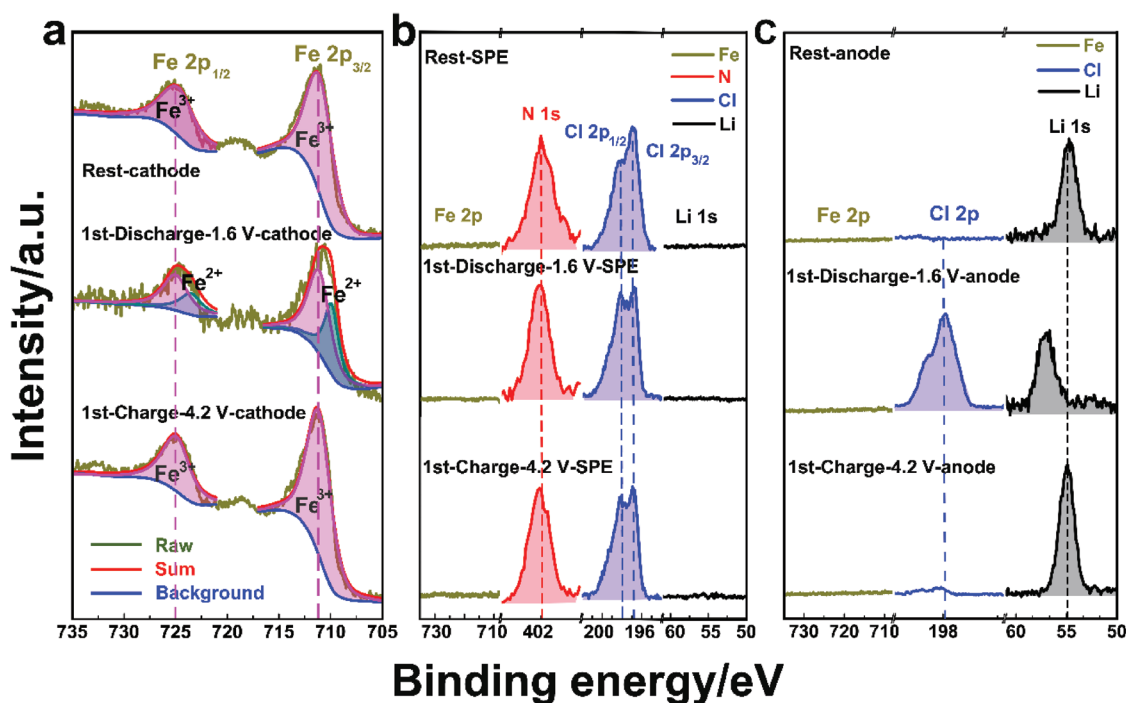 Intensity/a.u.
a
Fe 2p1/2
Fe 2p3/2
Fe3+
Fe3+
Rest-cathode
1st-Discharge-1.6 V-cathode
Fe2+
Fe2+
1st-Charge-4.2 V-cathode
Fe3+
Fe3+
Raw
Sum
Background
735 730 725 720 715 710 705
b
Rest-SPE
Fe
N
Cl
Li
N 1s
Cl 2p1/2
Cl 2p3/2
Fe 2p
Li 1s
1st-Discharge-1.6 V-SPE
1st-Charge-4.2 V-SPE
730 710 402 200 196 60 55 50
c
Rest-anode
Fe
Cl
Li
Li 1s
Fe 2p
Cl 2p
1st-Discharge-1.6 V-anode
1st-Charge-4.2 V-anode
730 720 710 198 60 55 50
Binding energy/eV